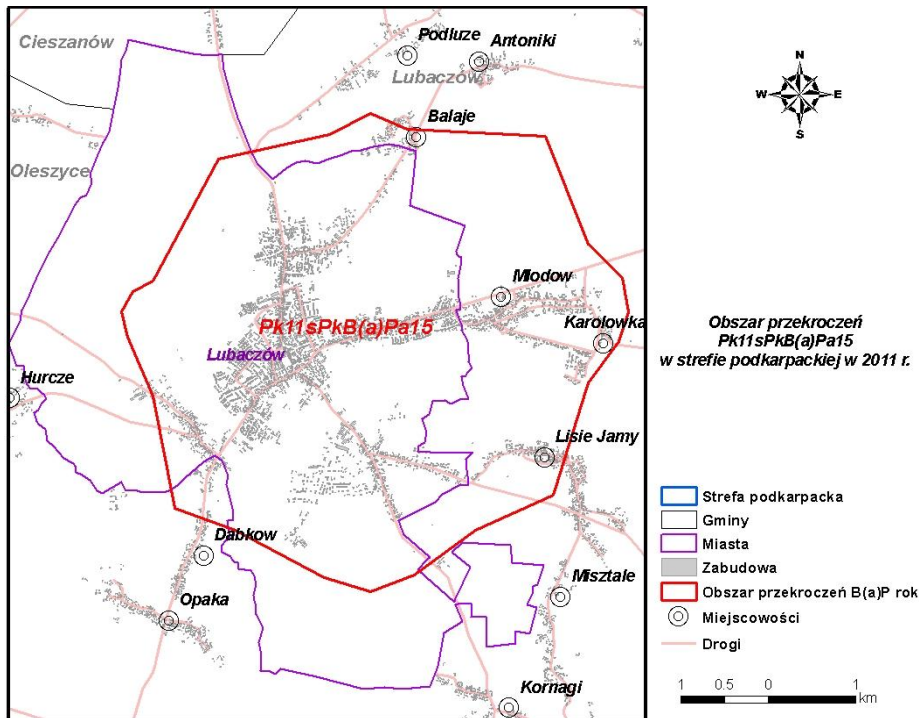 Cieszanów
Podluze
Antoniki
Lubaczów
Balaje
Oleszyce
Mlodow
Pk11sPkB(a)Pa15
Karolowka
Lubaczów
Hurcze
Lisie Jamy
Dabkow
Misztale
Opaka
Kornagi
N
W E
S
Obszar przekroczeń
Pk11sPkB(a)Pa15
w strefie podkarpackiej w 2011 r.
Strefa podkarpacka
Gminy
Miasta
Zabudowa
Obszar przekroczeń B(a)P rok
Miejscowości
Drogi
1 0.5 0 1
km